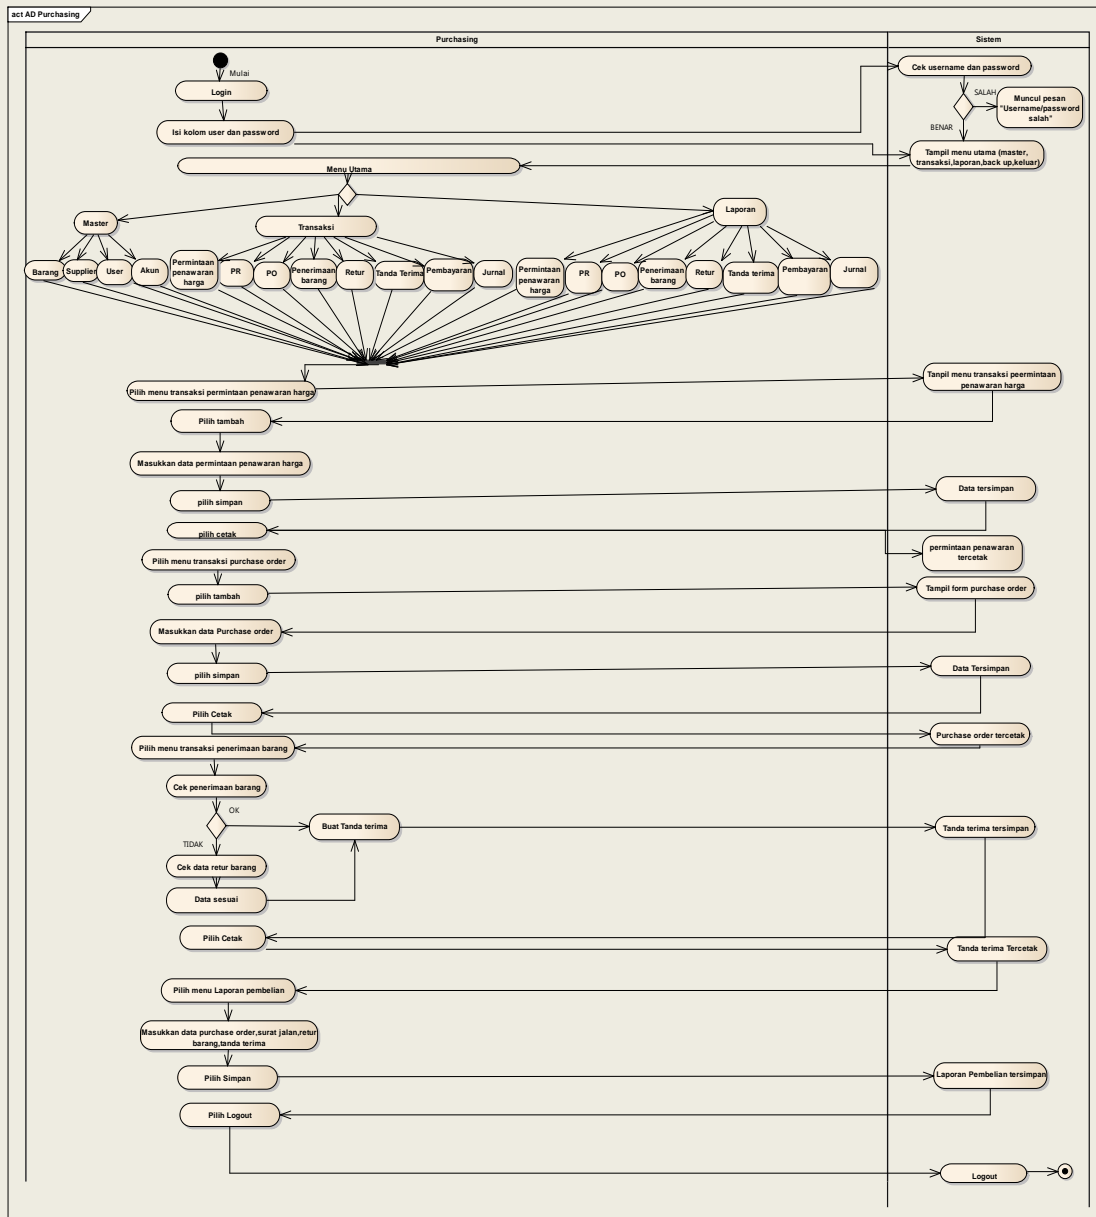 act AD Purchasing
Purchasing
Sistem
Mulai
Login
Isi kolom user dan password
Cek username dan password
SALAH
Muncul pesan
"Username/password
salah"
BENAR
Tampil menu utama (master,
transaksi,laporan,back up,keluar)
Menu Utama
Master
Transaksi
Laporan
Barang
Supplier
User
Akun
Permintaan
penawaran
harga
PR
PO
Penerimaan
barang
Retur
Tanda Terima
Pembayaran
Jurnal
Permintaan
penawaran
harga
PR
PO
Penerimaan
barang
Retur
Tanda terima
Pembayaran
Jurnal
Pilih menu transaksi permintaan penawaran harga
Tanpil menu transaksi peermintaan
penawaran harga
Pilih tambah
Masukkan data permintaan penawaran harga
pilih simpan
Data tersimpan
pilih cetak
permintaan penawaran
tercetak
Pilih menu transaksi purchase order
pilih tambah
Tampil form purchase order
Masukkan data Purchase order
pilih simpan
Data Tersimpan
Pilih Cetak
Purchase order tercetak
Pilih menu transaksi penerimaan barang
Cek penerimaan barang
OK
Buat Tanda terima
Tanda terima tersimpan
TIDAK
Cek data retur barang
Data sesuai
Pilih Cetak
Tanda terima Tercetak
Pilih menu Laporan pembelian
Masukkan data purchase order,surat jalan,retur
barang,tanda terima
Pilih Simpan
Laporan Pembelian tersimpan
Pilih Logout
Logout